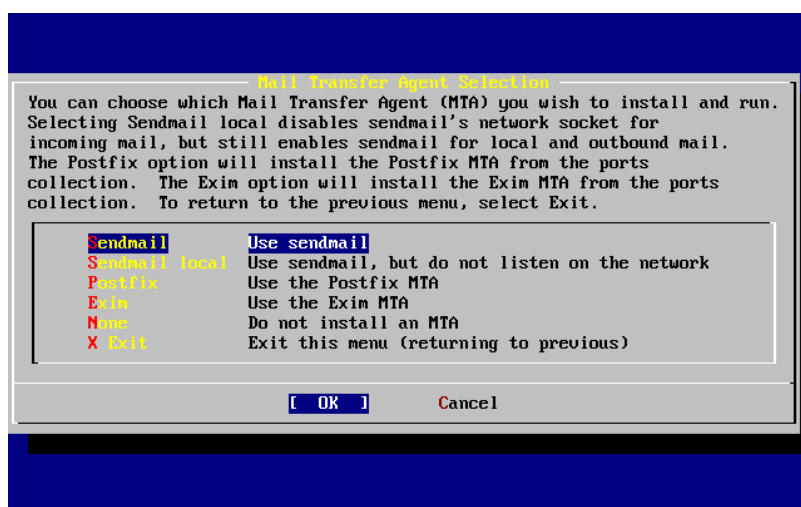 Mail Transfer Agent Selection
You can choose which Mail Transfer Agent (MTA) you wish to install and run.
Selecting Sendmail local disables sendmail's network socket for
incoming mail, but still enables sendmail for local and outbound mail.
The Postfix option will install the Postfix MTA from the ports
collection.  The Exim option will install the Exim MTA from the ports
collection.  To return to the previous menu, select Exit.
Sendmail Use sendmail
Sendmail local Use sendmail, but do not listen on the network
Postfix Use the Postfix MTA
Exim Use the Exim MTA
None Do not install an MTA
X Exit Exit this menu (returning to previous)
[ OK ] Cancel